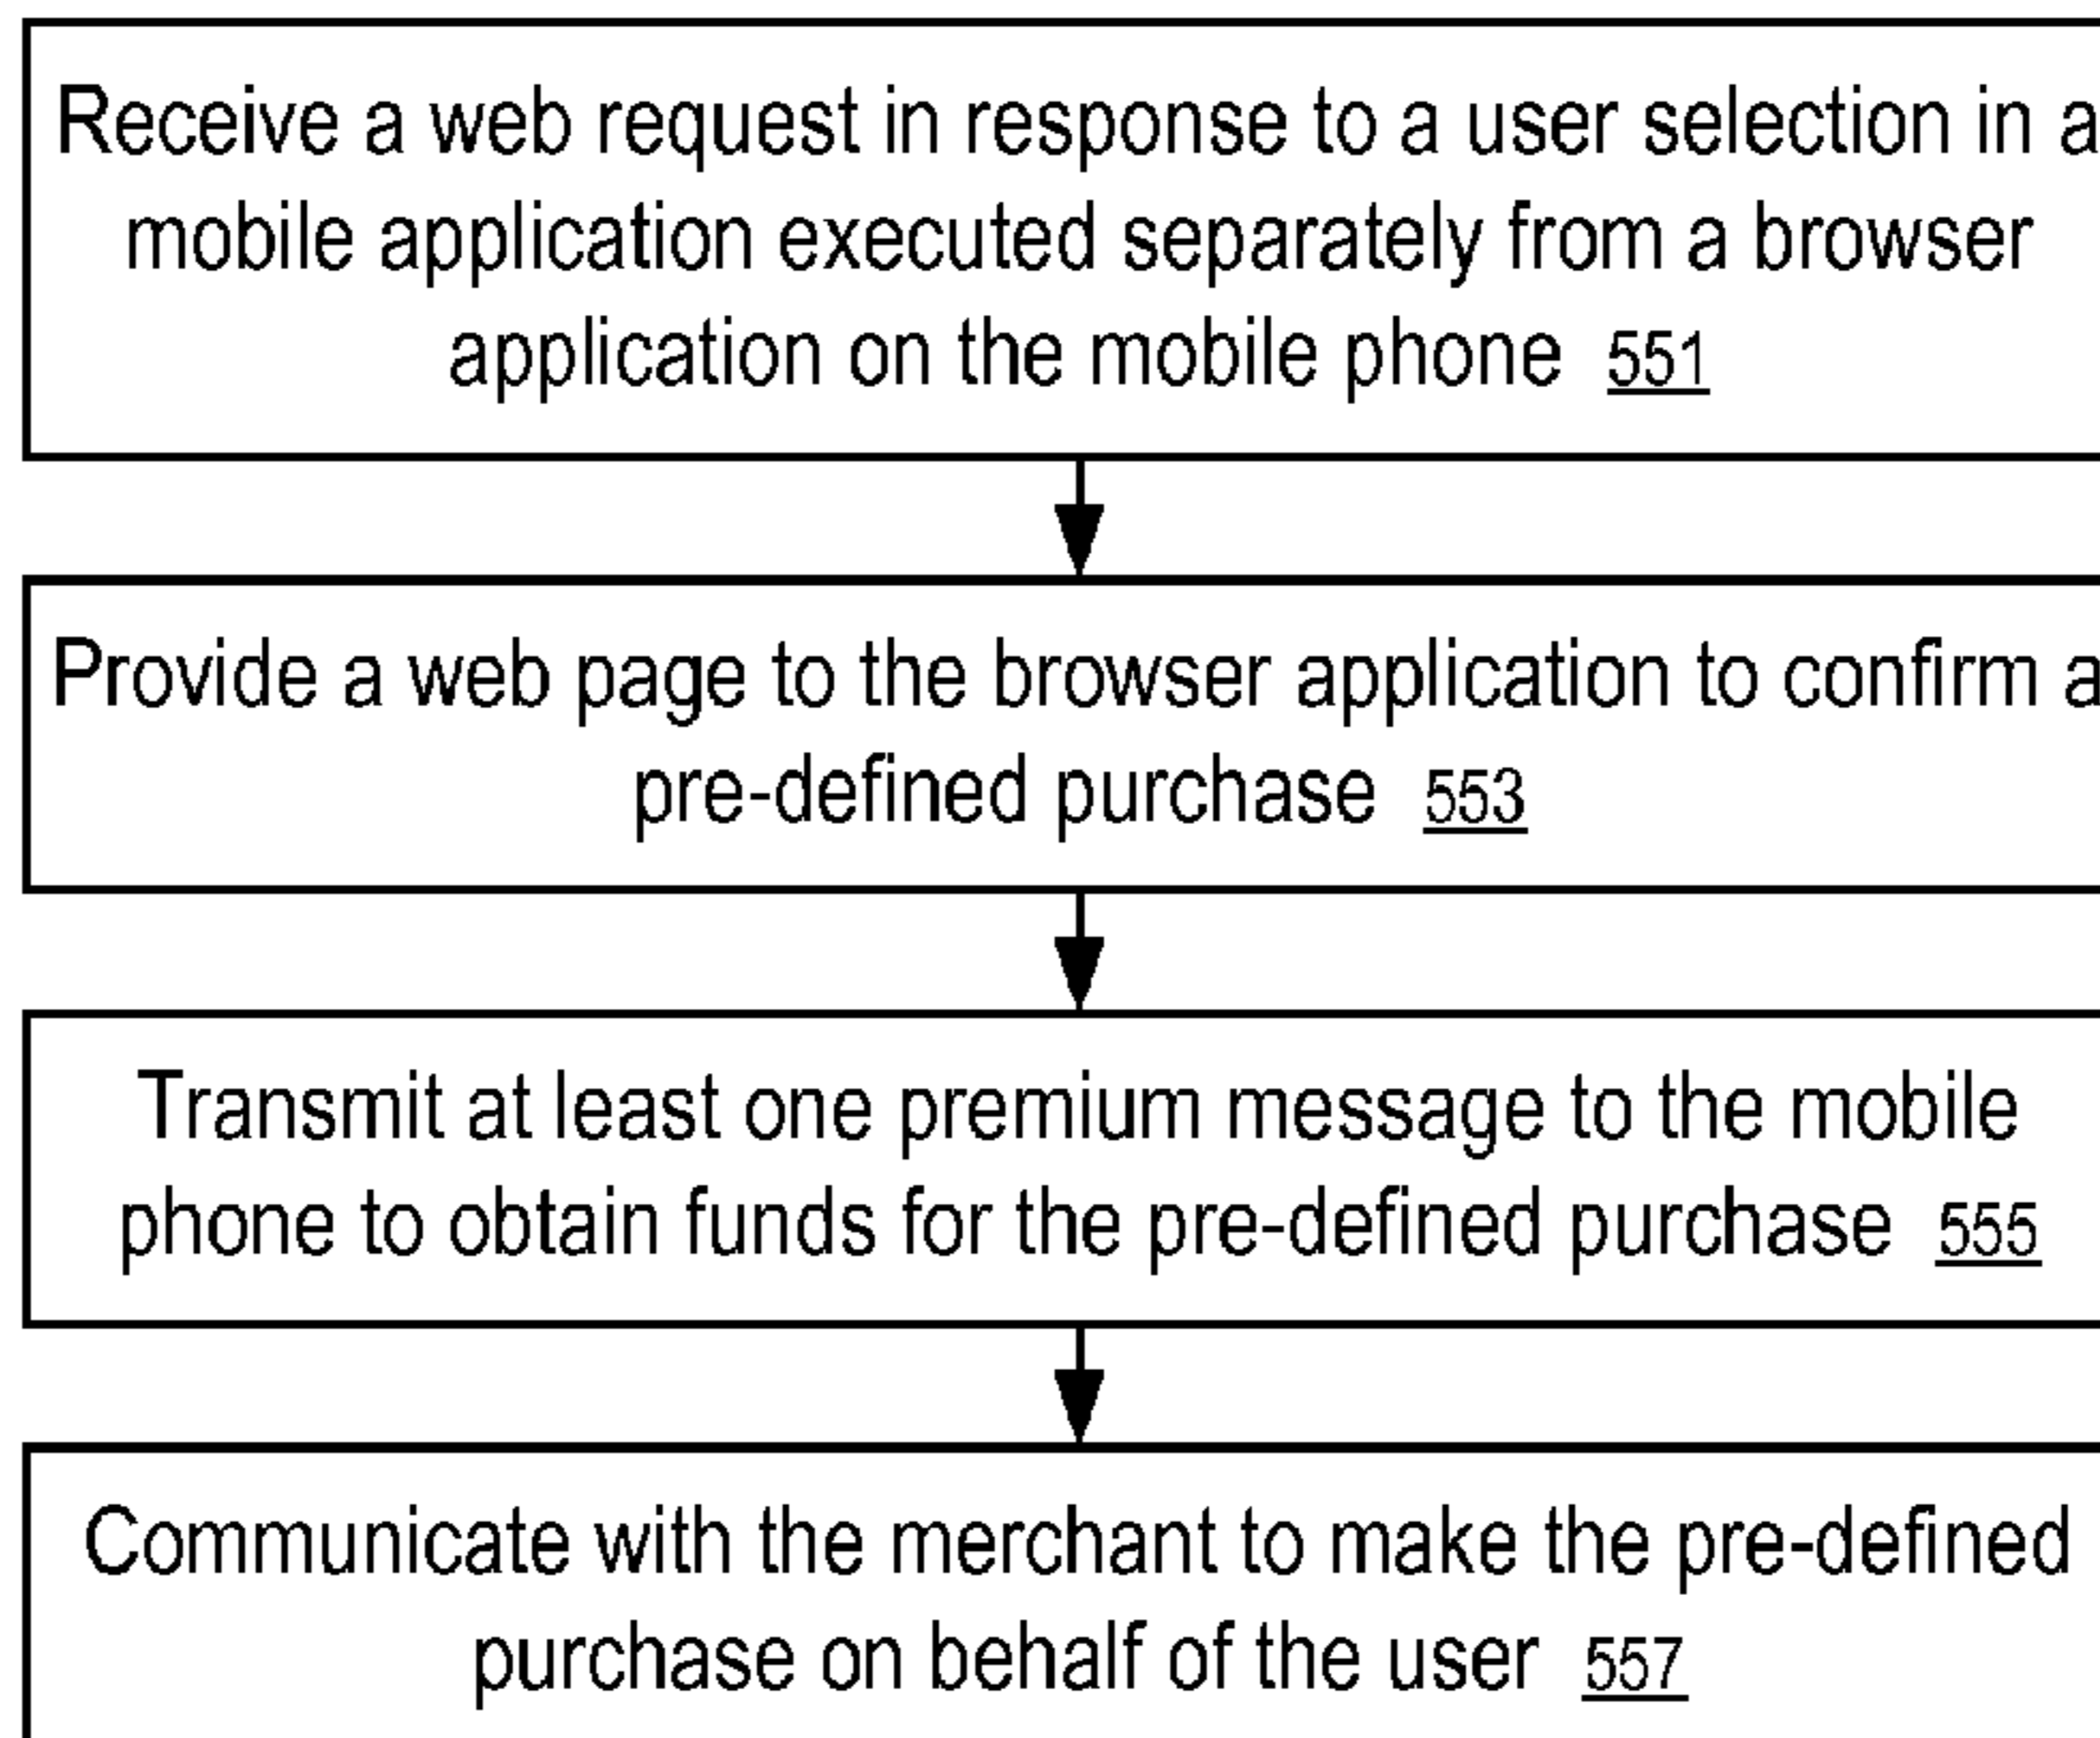 Receive a web request in response to a user selection in a
mobile application executed separately from a browser
application on the mobile phone 551
Provide a web page to the browser application to confirm a
pre-defined purchase 553
Transmit at least one premium message to the mobile
phone to obtain funds for the pre-defined purchase 555
Communicate with the merchant to make the pre-defined
purchase on behalf of the user 557